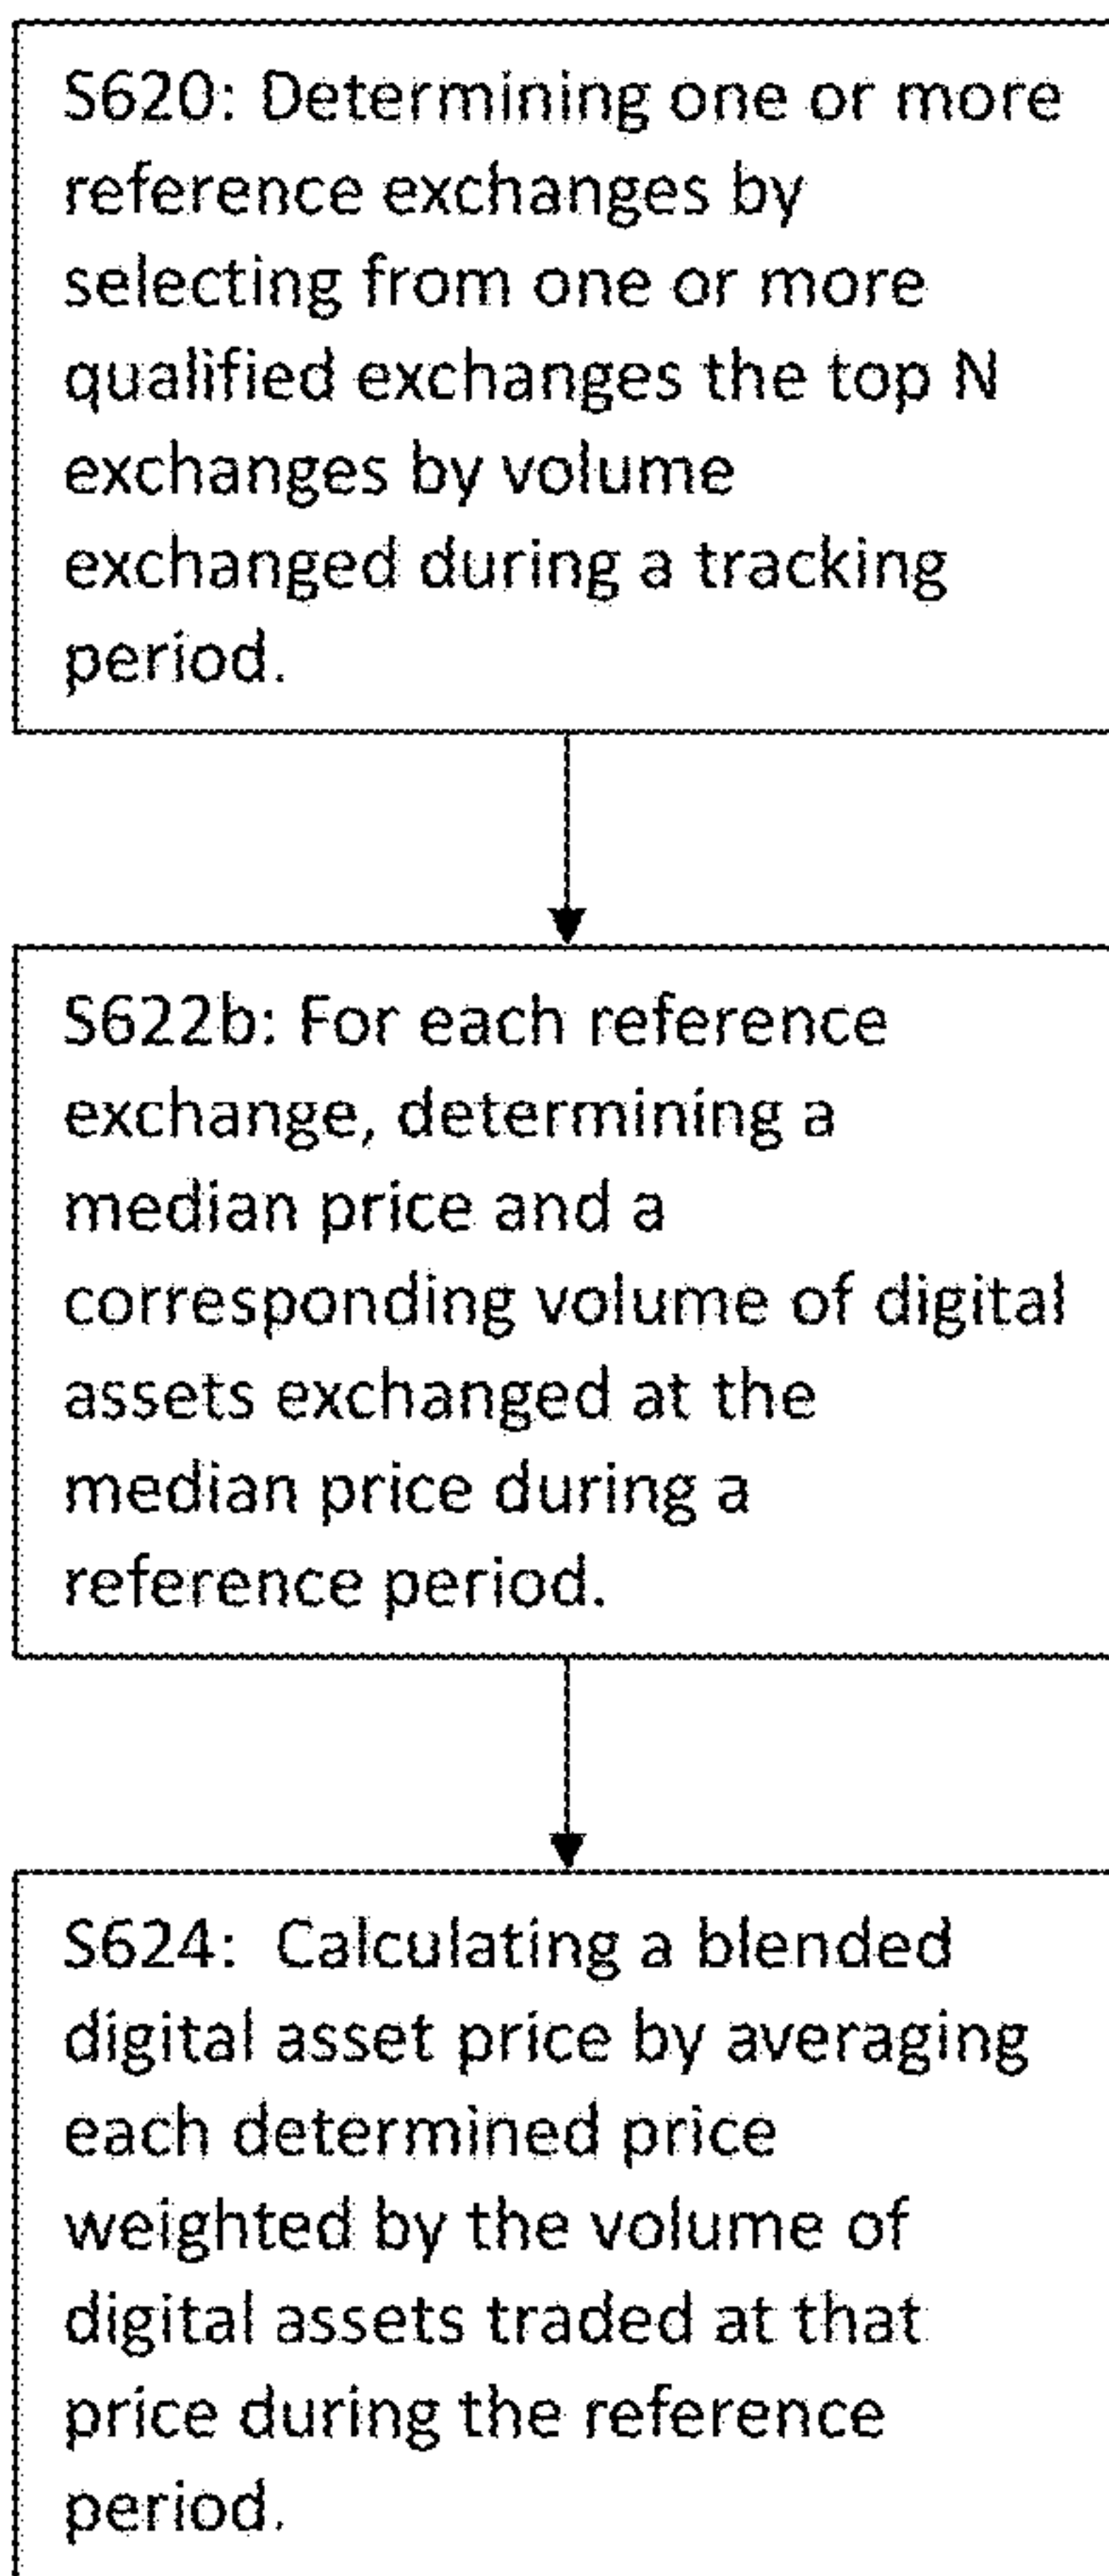 S620: Determining one or more
reference exchanges by
selecting from one or more
qualified exchanges the top N
exchanges by volume
exchanged during a tracking
period.
S622b: For each reference
exchange, determining a
median price and a
corresponding volume of digital
assets exchanged at the
median price during a
reference period.
S624:  Calculating a blended
digital asset price by averaging
each determined price
weighted by the volume of
digital assets traded at that
price during the reference
period.